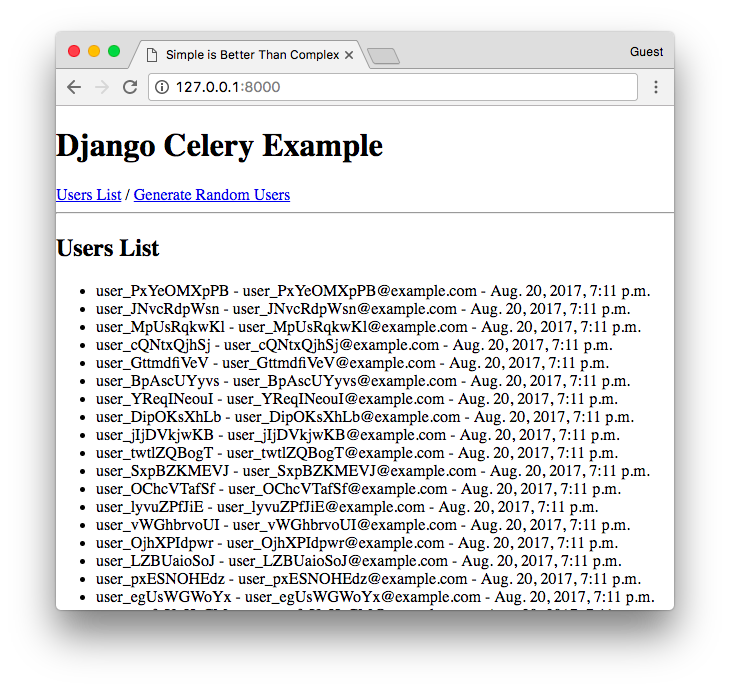 Simple is Better Than Complex
Guest
127.0.0.1:8000
Django Celery Example
Users List / Generate Random Users
Users List
user_PxYeOMXpPB - user_PxYeOMXpPB@example.com - Aug. 20, 2017, 7:11 p.m.
user_JNvcRdpWsn - user_JNvcRdpWsn@example.com - Aug. 20, 2017, 7:11 p.m.
user_MpUsRqkwKl - user_MpUsRqkwKl@example.com - Aug. 20, 2017, 7:11 p.m.
user_cQNtxQjhSj - user_cQNtxQjhSj@example.com - Aug. 20, 2017, 7:11 p.m.
user_GttmdfiVeV - user_GttmdfiVeV@example.com - Aug. 20, 2017, 7:11 p.m.
user_BpAscUYyvs - user_BpAscUYyvs@example.com - Aug. 20, 2017, 7:11 p.m.
user_YReqINeouI - user_YReqINeouI@example.com - Aug. 20, 2017, 7:11 p.m.
user_DipOKsXhLb - user_DipOKsXhLb@example.com - Aug. 20, 2017, 7:11 p.m.
user_jIjDVkjwKB - user_jIjDVkjwKB@example.com - Aug. 20, 2017, 7:11 p.m.
user_twtlZQBogT - user_twtlZQBogT@example.com - Aug. 20, 2017, 7:11 p.m.
user_SxpBZKMEVJ - user_SxpBZKMEVJ@example.com - Aug. 20, 2017, 7:11 p.m.
user_OChcVTafSf - user_OChcVTafSf@example.com - Aug. 20, 2017, 7:11 p.m.
user_lyvuZPfJiE - user_lyvuZPfJiE@example.com - Aug. 20, 2017, 7:11 p.m.
user_vWGhbrvoUI - user_vWGhbrvoUI@example.com - Aug. 20, 2017, 7:11 p.m.
user_OjhXPIdpwr - user_OjhXPIdpwr@example.com - Aug. 20, 2017, 7:11 p.m.
user_LZBUaioSoJ - user_LZBUaioSoJ@example.com - Aug. 20, 2017, 7:11 p.m.
user_pxESNOHEdz - user_pxESNOHEdz@example.com - Aug. 20, 2017, 7:11 p.m.
user_egUsWGWoYx - user_egUsWGWoYx@example.com - Aug. 20, 2017, 7:11 p.m.